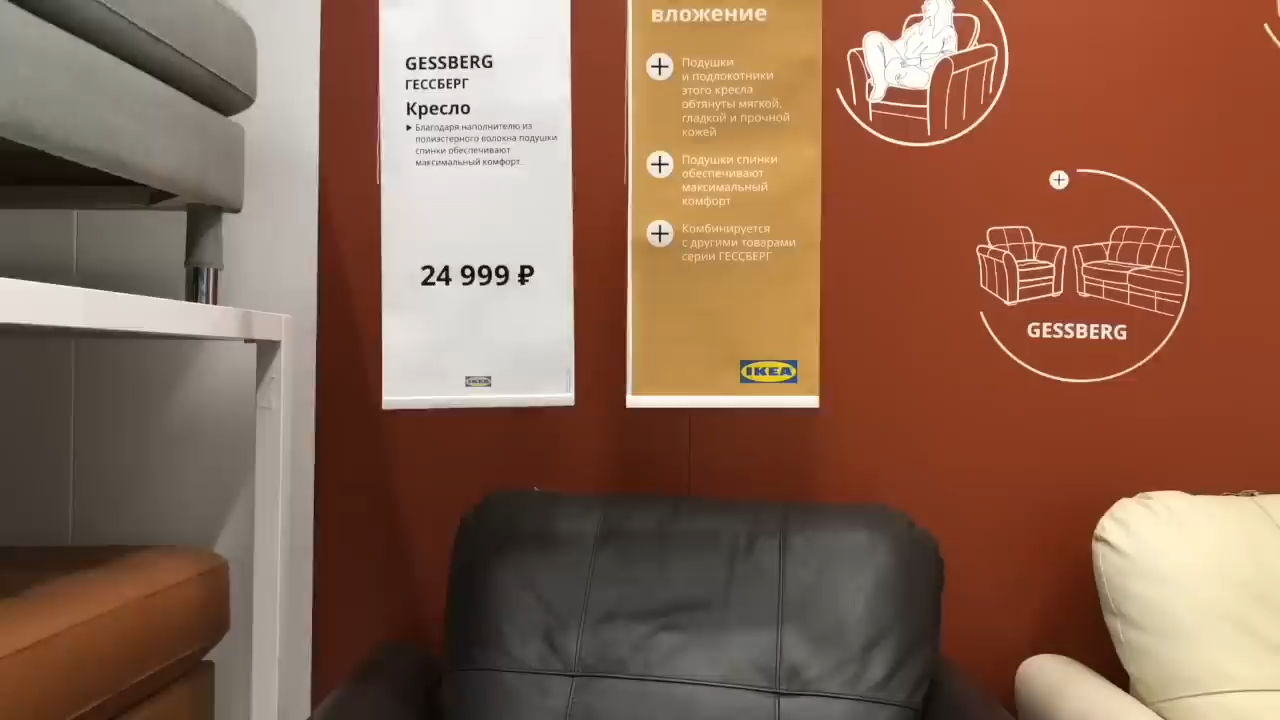 GESSBERG
ГЕССБЕРГ
Кресло
Благодаря наполнителю из
полиэстерного волокна подушки
спинки обеспечивают
максимальный комфорт.
24 999 ₽
IKEA
вложение
Подушки
и подлокотники
этого кресла
обтянуты мягкой,
гладкой и прочной
кожей
Подушки спинки
обеспечивают
максимальный
комфорт
Комбинируется
с другими товарами
серии ГЕССБЕРГ
IKEA
GESSBERG